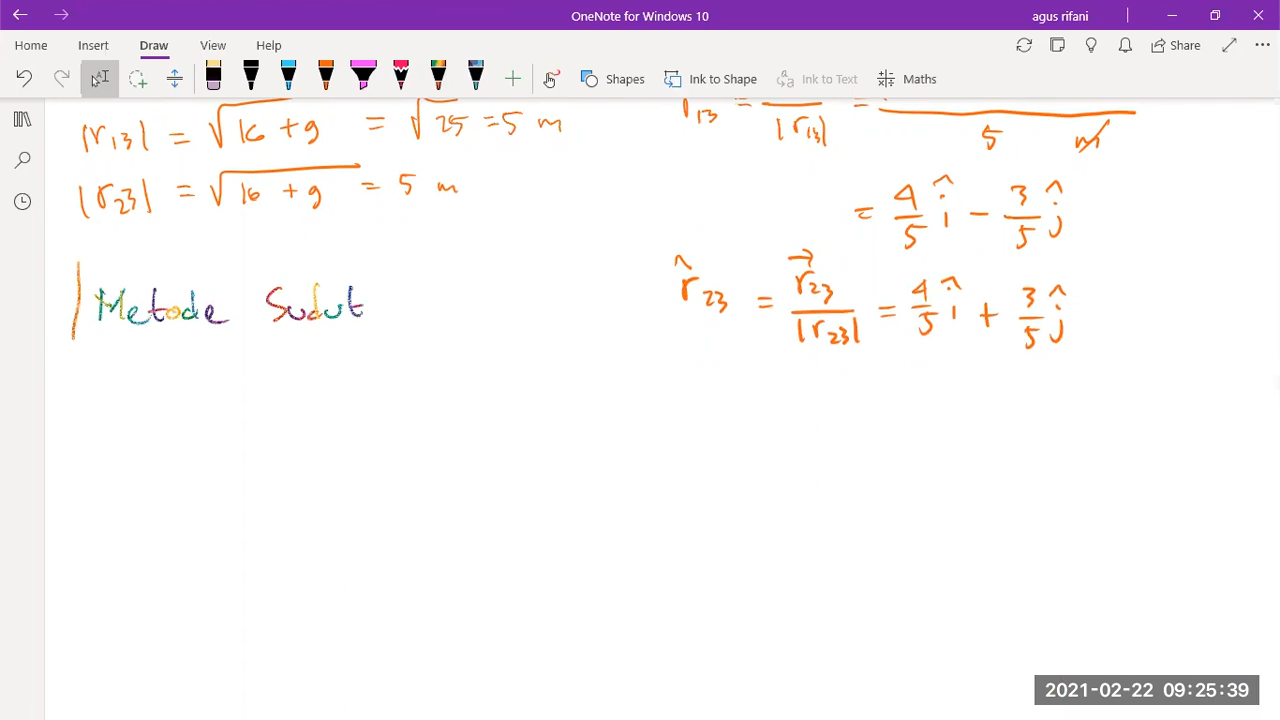 OneNote for Windows 10
agus rifani
Home Insert Draw View Help
Share
Shapes
Ink to Shape
Ink to Text
Maths
|r₁₃| = √(16 + 9) = √25 = 5 m
|r₂₃| = √(16 + 9) = 5 m
Metode Sudut
r₁₃ = / |r₁₃| = / 5 m
= 4/5 î − 3/5 ĵ
r̂₂₃ = r⃗₂₃ / |r₂₃| = 4/5 î + 3/5 ĵ
2021-02-22 09:25:39